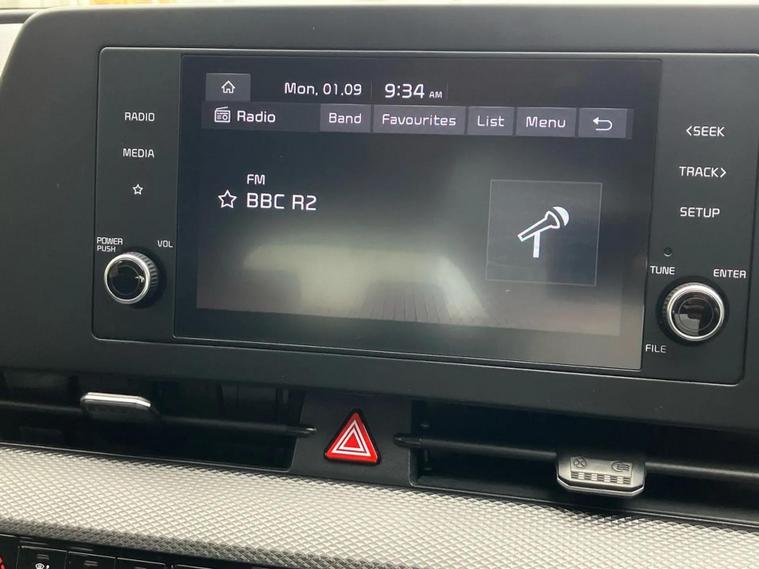 Mon, 01.09 9:34 AM
RADIO
Radio Band Favourites List Menu
<SEEK
MEDIA
TRACK>
FM
BBC R2
SETUP
POWER
PUSH
VOL
TUNE
ENTER
FILE